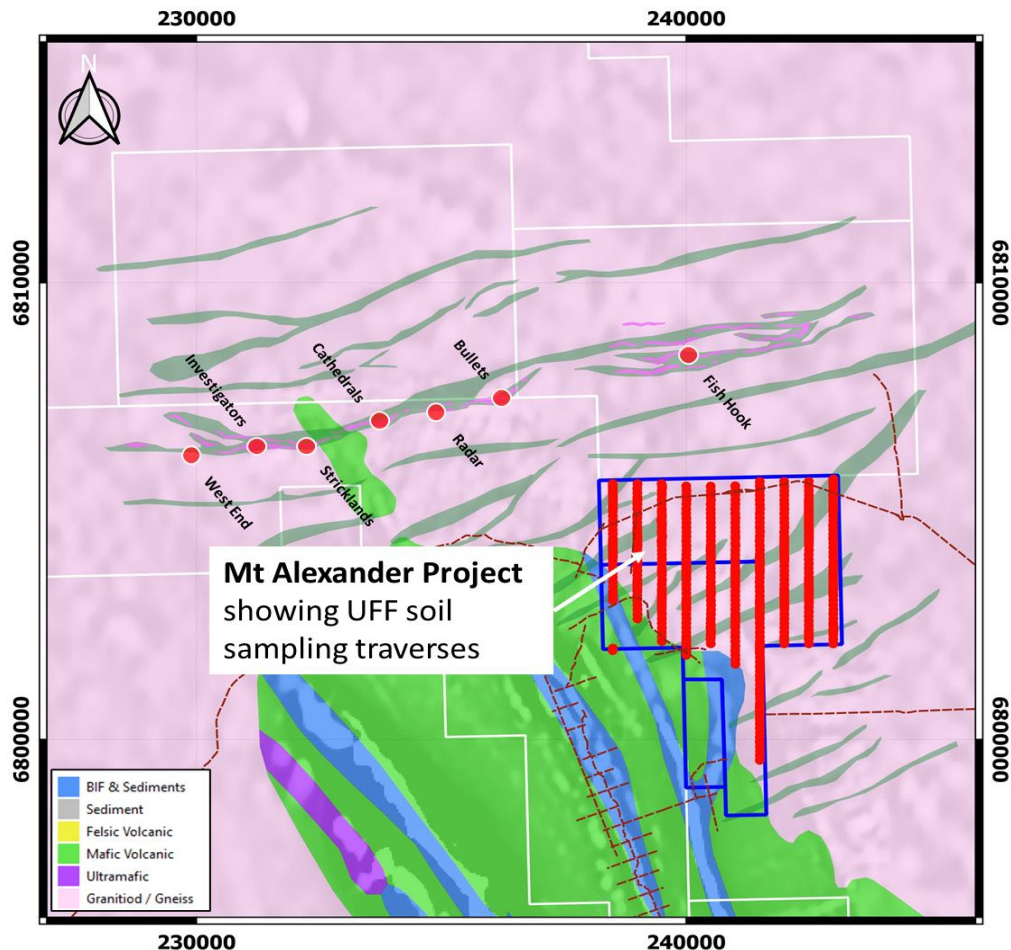 230000
240000
N
6810000
6810000
Investigators
Cathedrals
Bullets
Fish Hook
West End
Stricklands
Radar
Mt Alexander Project
showing UFF soil
sampling traverses
6800000
6800000
BIF & Sediments
Sediment
Felsic Volcanic
Mafic Volcanic
Ultramafic
Granitiod / Gneiss
230000
240000